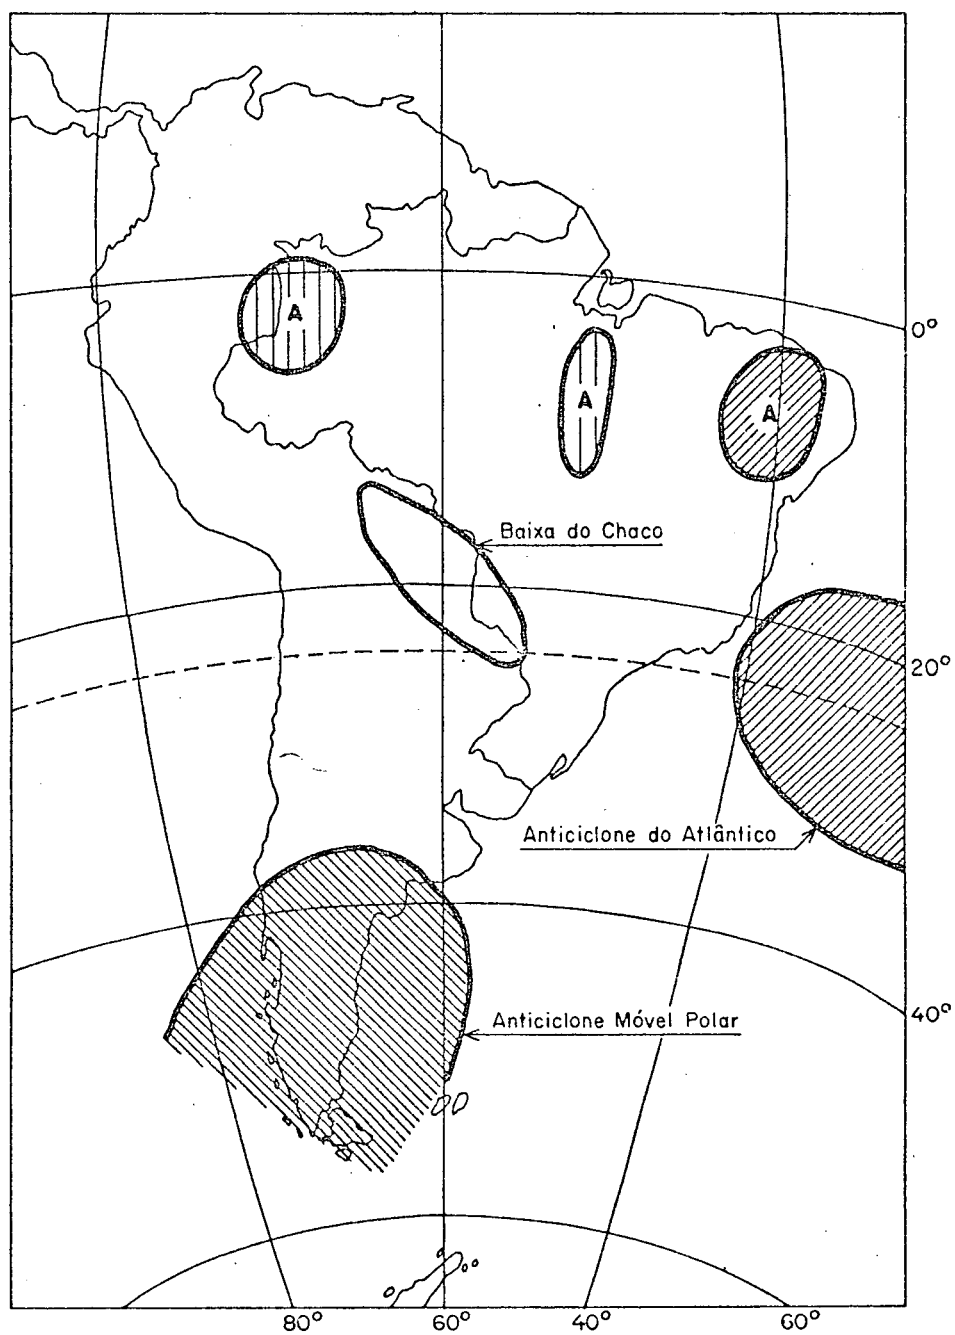 A
0°
A
A
Baixa do Chaco
20°
Anticiclone do Atlântico
Anticiclone Móvel Polar
40°
80°
60°
40°
60°